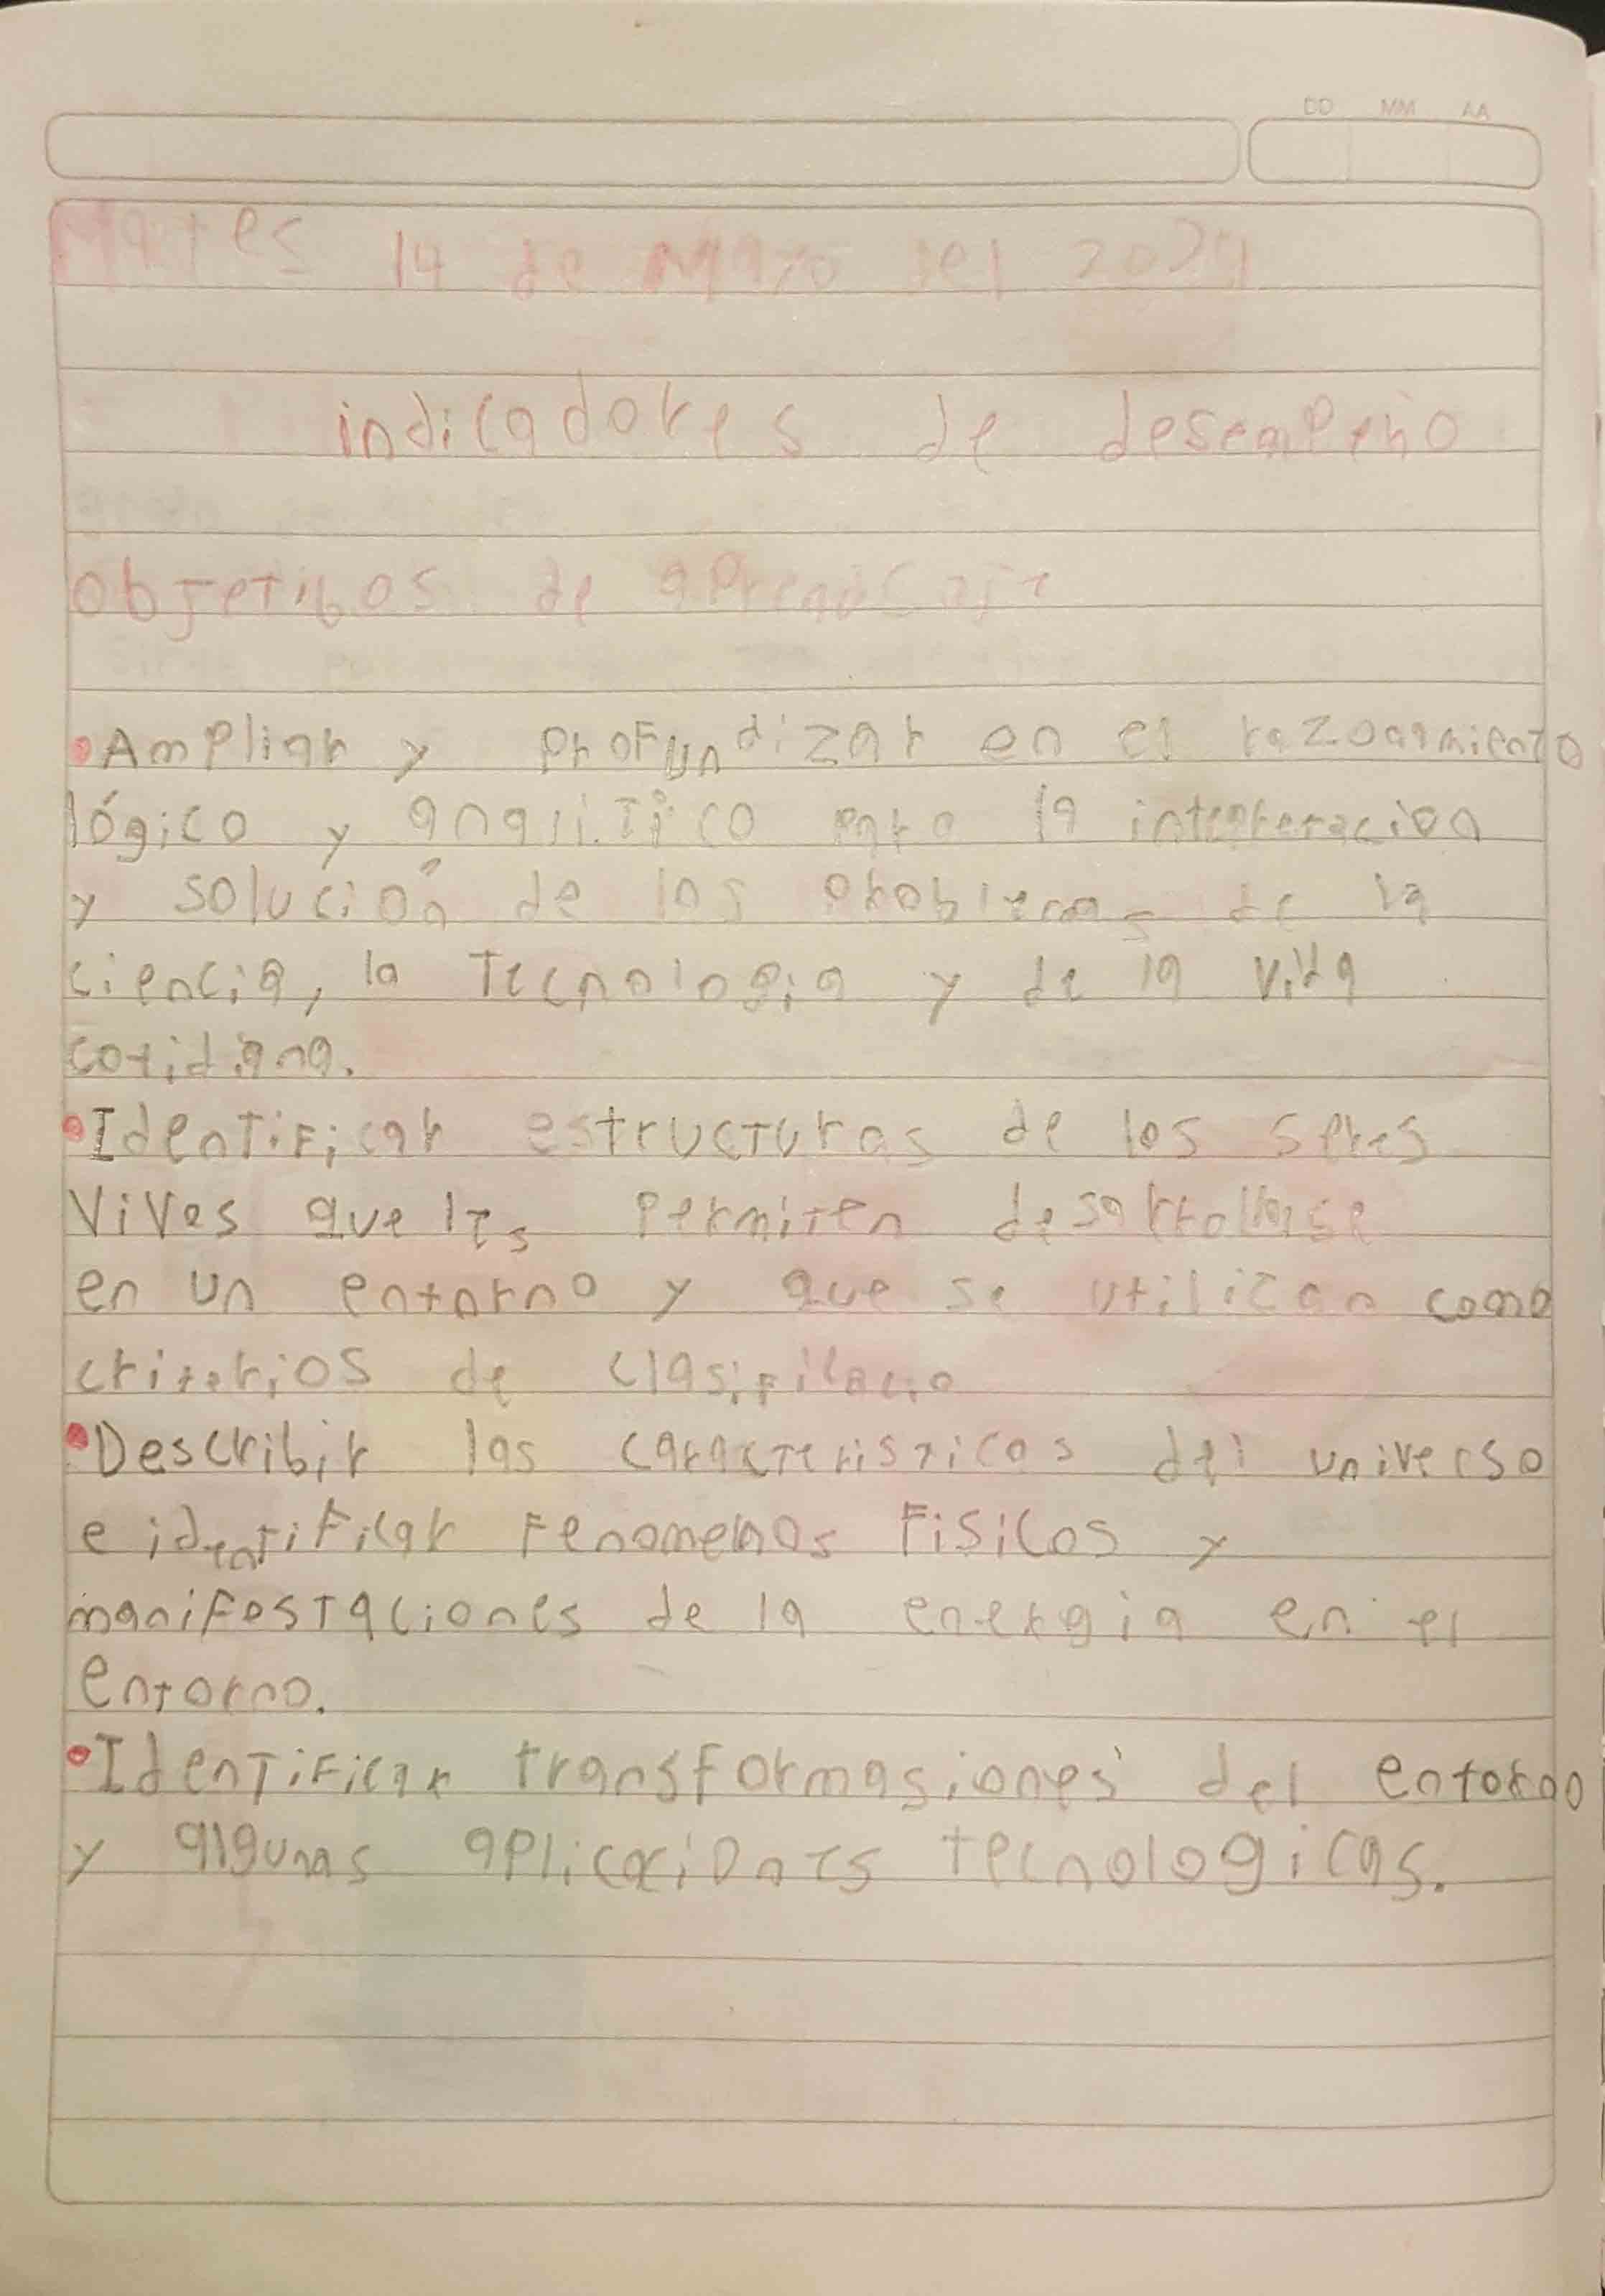 DD MM AA
Martes 14 de Mayo del 2024
indicadores de desempeño
objetibos de aprendisaje
•Ampliar y profundizar en el razonamiento
lógico y analitico para la interpretacion
y solución de los problemas de la
ciencia, la Tecnologia y de la vida
cotidiana.
•Identificar estructuras de los seres
vivos que les permiten desarrollarse
en un entorno y que se utilizan como
criterios de clasificacio
•Describir las caracteristicas del universo
e identificar fenomenos fisicos y
manifestaciones de la energia en el
entorno.
•Identificar transformasiones del entorno
y algunas aplicaciones tecnologicas.